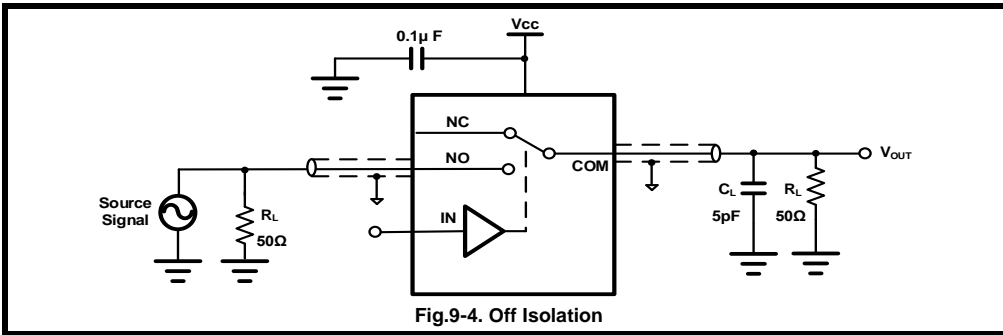 Vcc
0.1µ F
NC
NO
COM
VOUT
Source
Signal
RL
50Ω
IN
CL
5pF
RL
50Ω
Fig.9-4. Off Isolation